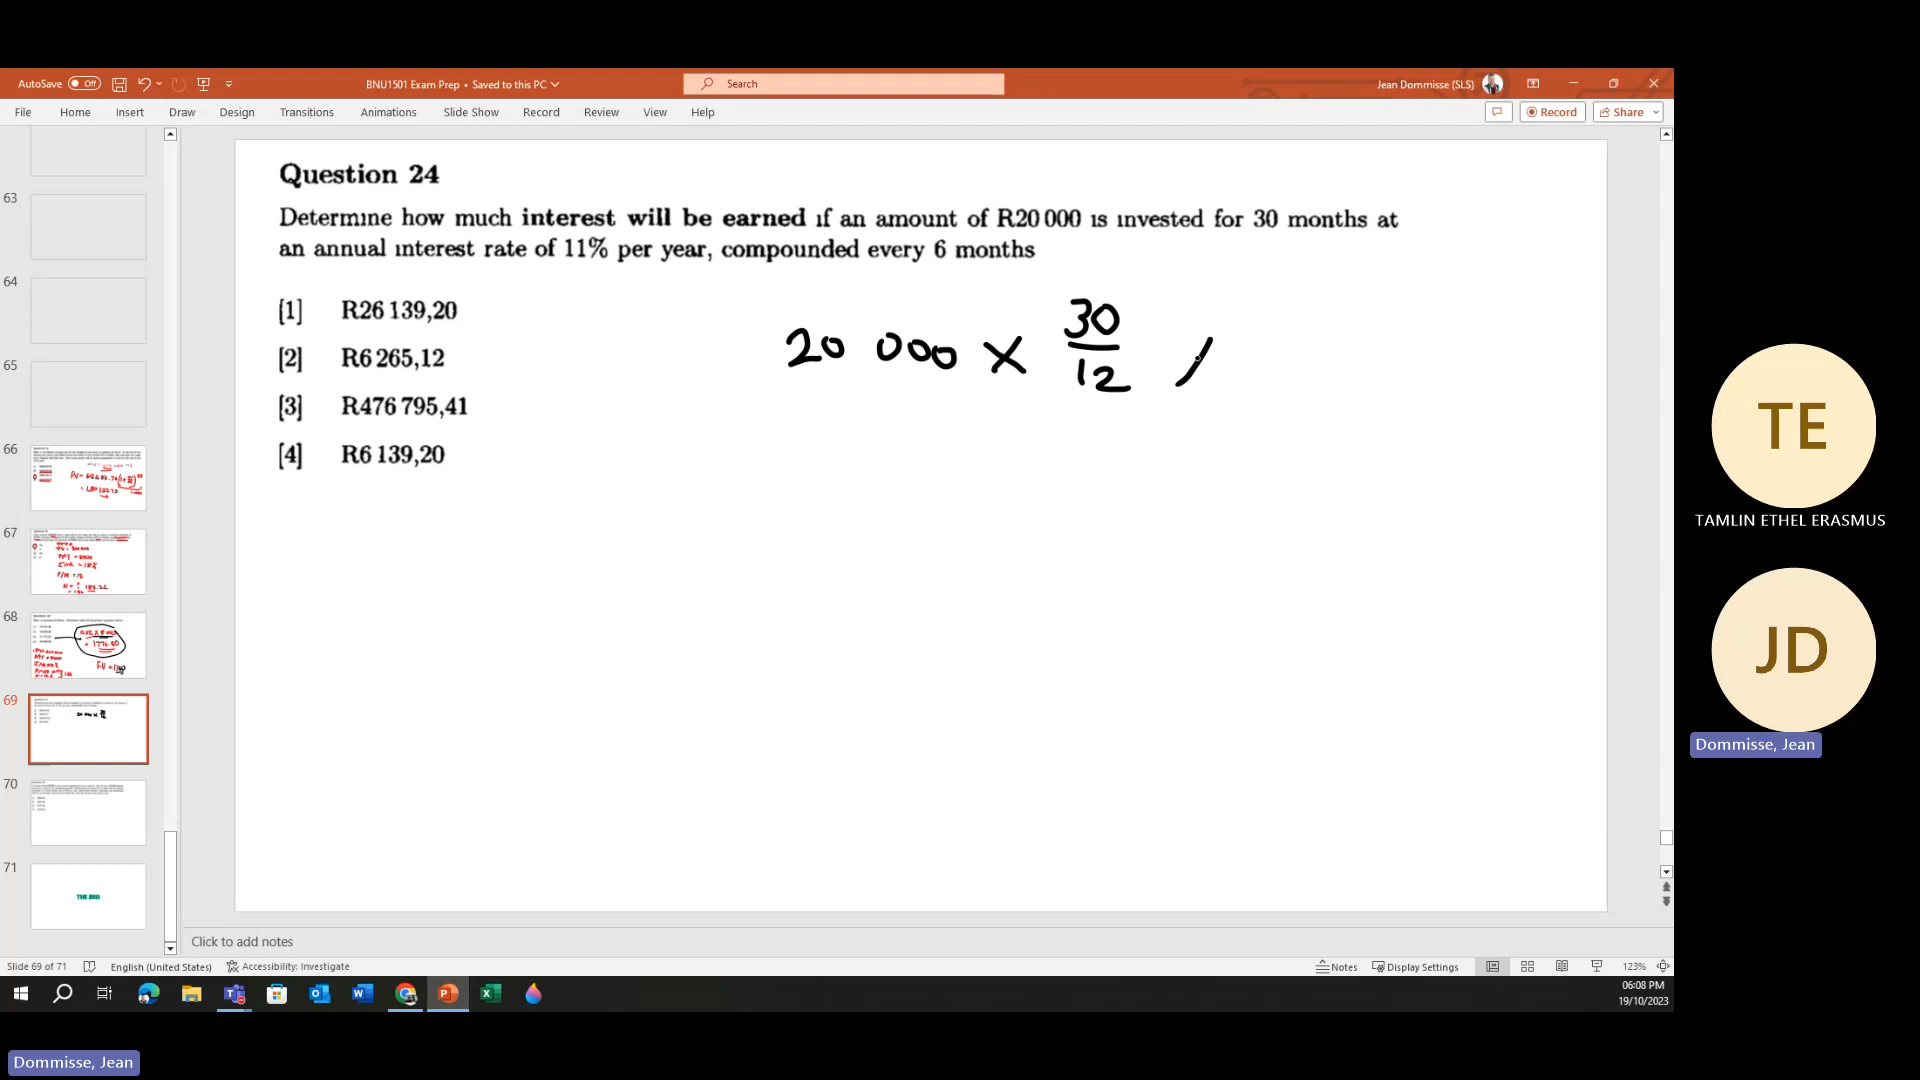 AutoSave Off
BNU1501 Exam Prep • Saved to this PC
Search
Jean Dommisse (SLS)
File Home Insert Draw Design Transitions Animations Slide Show Record Review View Help
Record Share
63
64
65
66
67
68
69
70
71
THE END
Question 24
Determine how much interest will be earned if an amount of R20 000 is invested for 30 months at
an annual interest rate of 11% per year, compounded every 6 months
[1] R26 139,20
[2] R6 265,12
[3] R476 795,41
[4] R6 139,20
20 000 × 30/12
Click to add notes
Slide 69 of 71 English (United States) Accessibility: Investigate
Notes Display Settings 123%
06:08 PM
19/10/2023
TE
TAMLIN ETHEL ERASMUS
JD
Dommisse, Jean
Dommisse, Jean